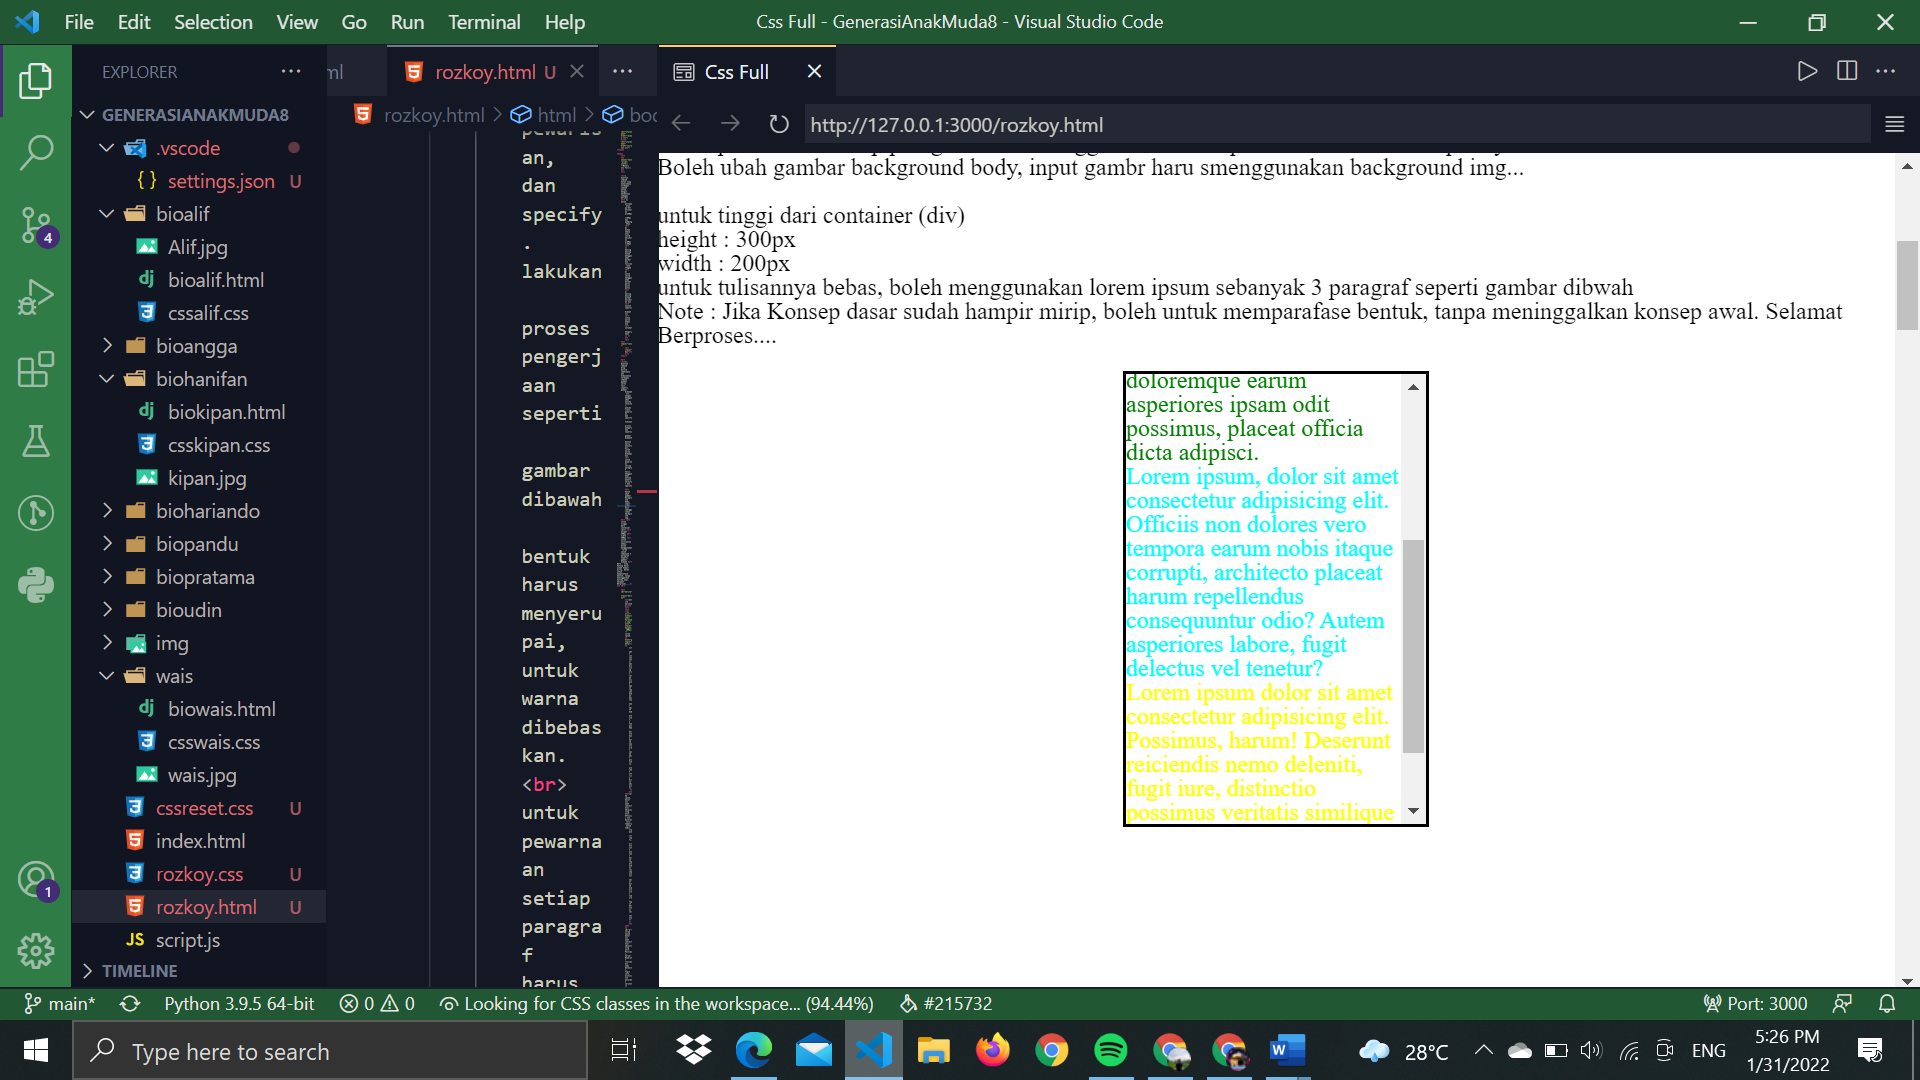 File Edit Selection View Go Run Terminal Help
Css Full - GenerasiAnakMuda8 - Visual Studio Code
EXPLORER
GENERASIANAKMUDA8
.vscode
settings.json U
bioalif
Alif.jpg
bioalif.html
cssalif.css
bioangga
biohanifan
biokipan.html
csskipan.css
kipan.jpg
biohariando
biopandu
biopratama
bioudin
img
wais
biowais.html
csswais.css
wais.jpg
cssreset.css U
index.html
rozkoy.css U
rozkoy.html U
JS script.js
TIMELINE
4
1
ml
rozkoy.html U
rozkoy.html > html > boc
an,
dan
specify
.
lakukan
proses
pengerj
aan
seperti
gambar
dibawah
bentuk
harus
menyeru
pai,
untuk
warna
dibebas
kan.
<br>
untuk
pewarna
an
setiap
paragra
f
harus
Css Full
http://127.0.0.1:3000/rozkoy.html
Boleh ubah gambar background body, input gambr haru smenggunakan background img...
untuk tinggi dari container (div)
height : 300px
width : 200px
untuk tulisannya bebas, boleh menggunakan lorem ipsum sebanyak 3 paragraf seperti gambar dibwah
Note : Jika Konsep dasar sudah hampir mirip, boleh untuk memparafase bentuk, tanpa meninggalkan konsep awal. Selamat
Berproses....
doloremque earum
asperiores ipsam odit
possimus, placeat officia
dicta adipisci.
Lorem ipsum, dolor sit amet
consectetur adipisicing elit.
Officiis non dolores vero
tempora earum nobis itaque
corrupti, architecto placeat
harum repellendus
consequuntur odio? Autem
asperiores labore, fugit
delectus vel tenetur?
Lorem ipsum dolor sit amet
consectetur adipisicing elit.
Possimus, harum! Deserunt
reiciendis nemo deleniti,
fugit iure, distinctio
possimus veritatis similique
main* Python 3.9.5 64-bit 0 0 Looking for CSS classes in the workspace... (94.44%) #215732 Port: 3000
Type here to search
28°C ENG
5:26 PM
1/31/2022